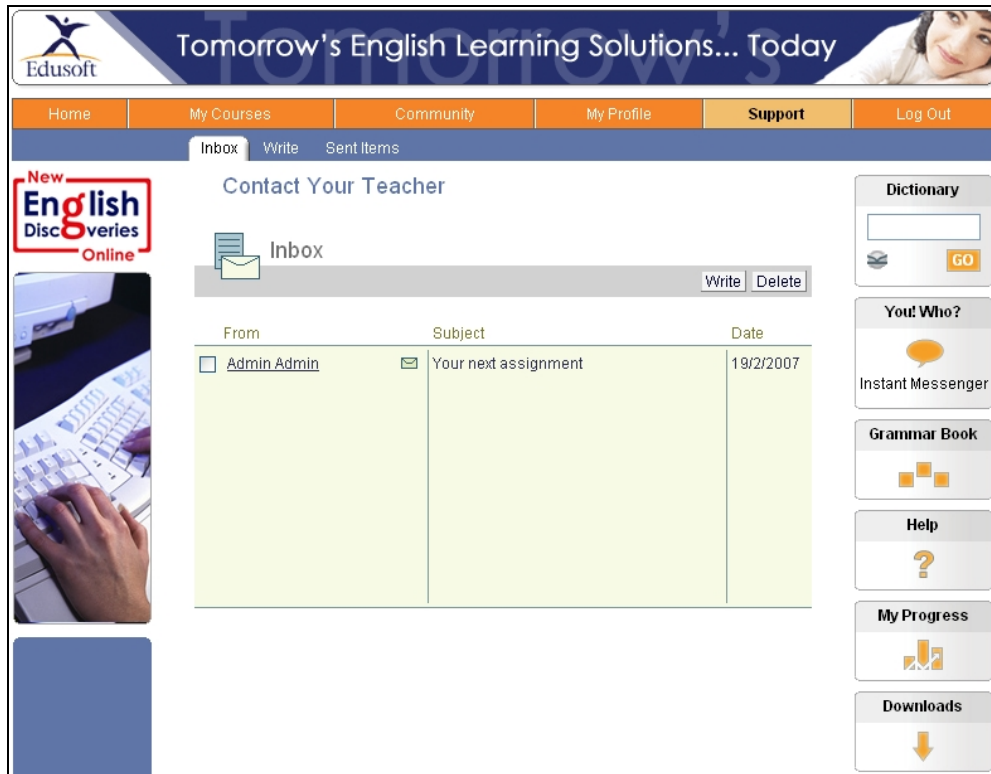 Edusoft
Tomorrow's English Learning Solutions... Today
Tomorrow's
Home My Courses Community My Profile Support Log Out
Inbox Write Sent Items
New
English
Discoveries
Online
Contact Your Teacher
Inbox
Write Delete
From Subject Date
Admin Admin Your next assignment 19/2/2007
Dictionary
GO
You! Who?
Instant Messenger
Grammar Book
Help
?
My Progress
Downloads